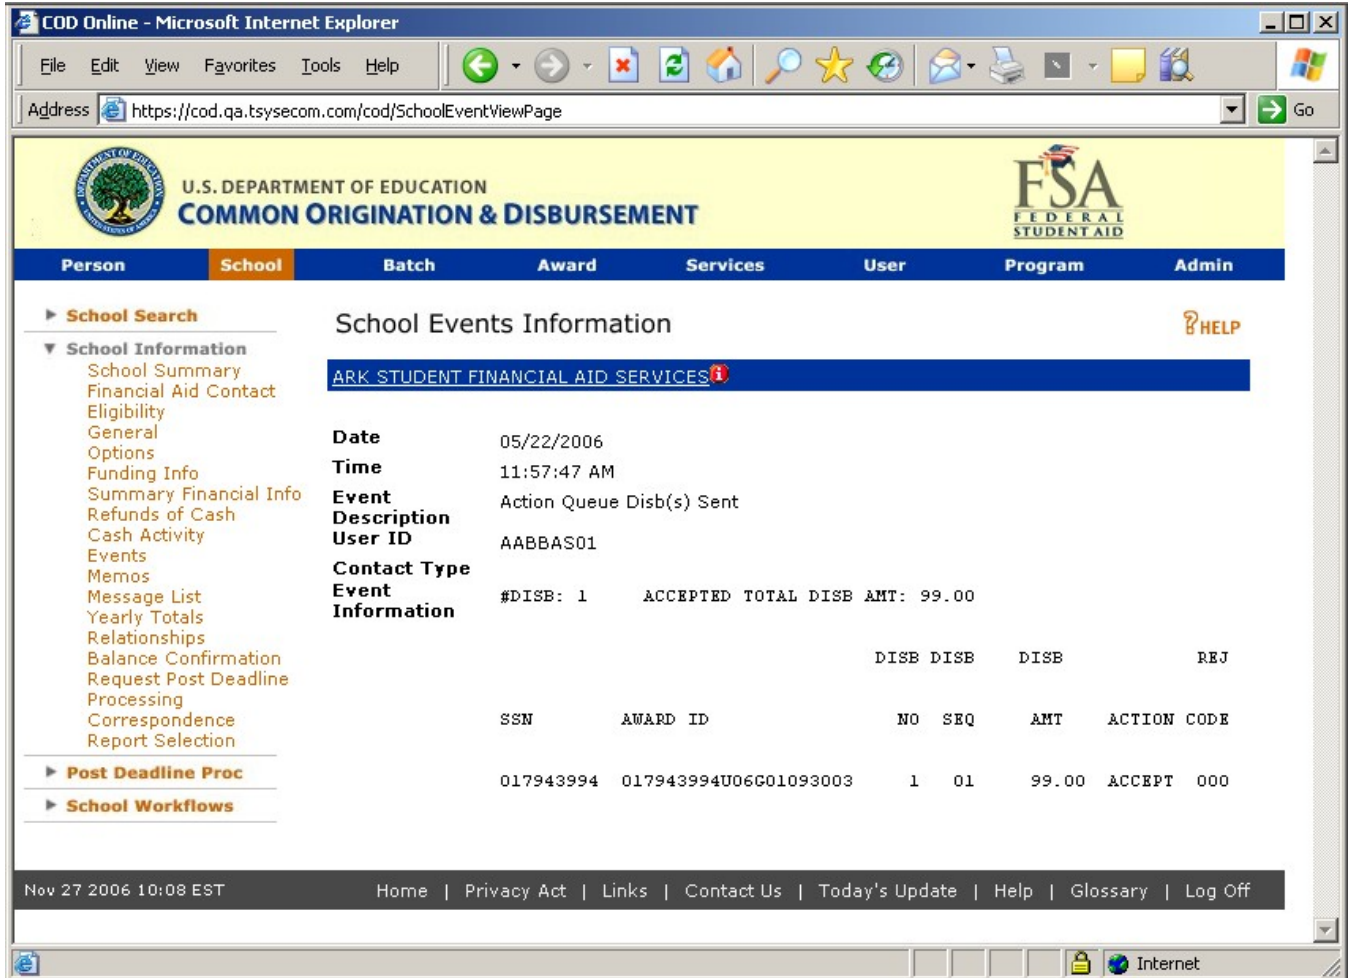 COD Online - Microsoft Internet Explorer
File Edit View Favorites Tools Help
Address https://cod.qa.tsysecom.com/cod/SchoolEventViewPage Go
U.S. DEPARTMENT OF EDUCATION
COMMON ORIGINATION & DISBURSEMENT
FSA
FEDERAL
STUDENT AID
Person School Batch Award Services User Program Admin
School Search
School Information
School Summary
Financial Aid Contact
Eligibility
General
Options
Funding Info
Summary Financial Info
Refunds of Cash
Cash Activity
Events
Memos
Message List
Yearly Totals
Relationships
Balance Confirmation
Request Post Deadline
Processing
Correspondence
Report Selection
Post Deadline Proc
School Workflows
School Events Information
HELP
ARK STUDENT FINANCIAL AID SERVICES
Date 05/22/2006
Time 11:57:47 AM
Event Description Action Queue Disb(s) Sent
User ID AABBAS01
Contact Type
Event Information #DISB: 1 ACCEPTED TOTAL DISB AMT: 99.00
DISB DISB DISB REJ
SSN AWARD ID NO SEQ AMT ACTION CODE
017943994 017943994U06G01093003 1 01 99.00 ACCEPT 000
Nov 27 2006 10:08 EST Home | Privacy Act | Links | Contact Us | Today's Update | Help | Glossary | Log Off
Internet